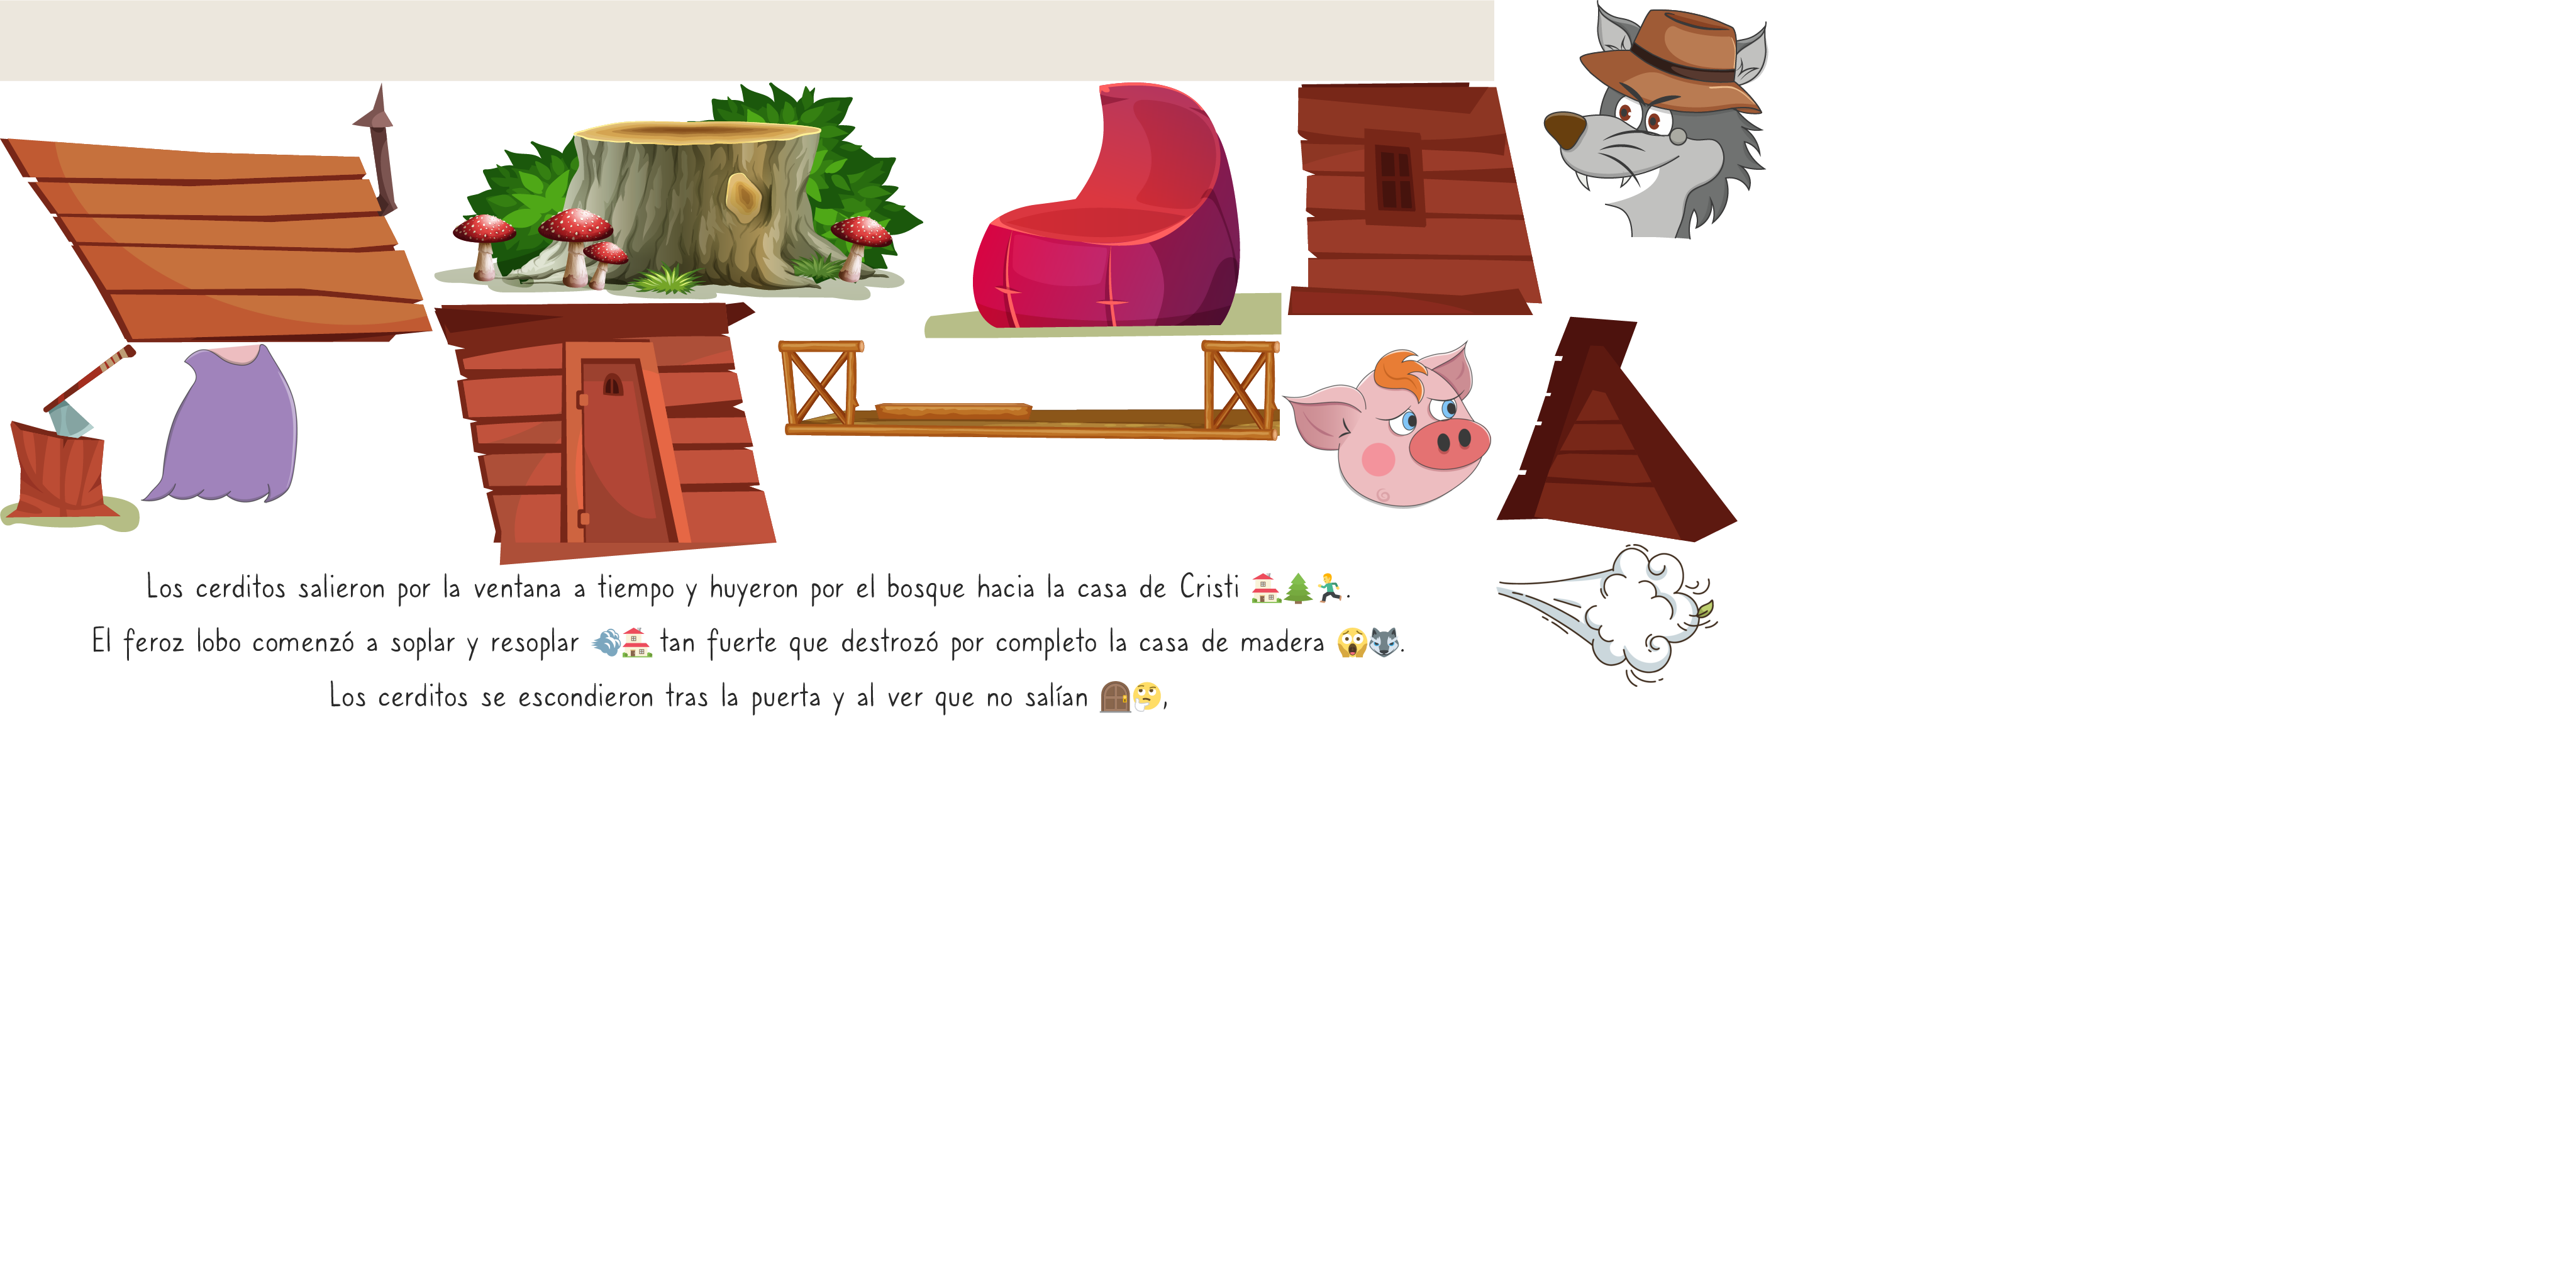 Los cerditos salieron por la ventana a tiempo y huyeron por el bosque hacia la casa de Cristi 🏠🌲🏃‍♂️.
El feroz lobo comenzó a soplar y resoplar 💨🏠 tan fuerte que destrozó por completo la casa de madera 😱🐺.
Los cerditos se escondieron tras la puerta y al ver que no salían 🚪🤔,